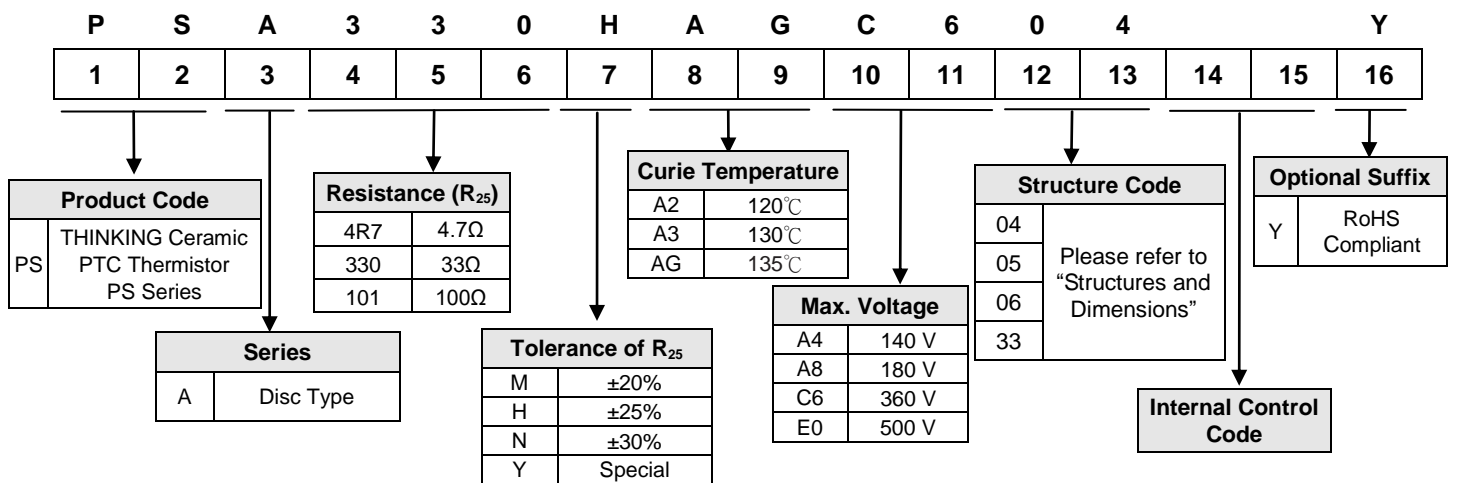 P S A 3 3 0 H A G C 6 0 4 Y
1 2 3 4 5 6 7 8 9 10 11 12 13 14 15 16
Product Code
PS
THINKING Ceramic
PTC Thermistor
PS Series
Series
A Disc Type
Resistance (R25)
4R7 4.7Ω
330 33Ω
101 100Ω
Tolerance of R25
M ±20%
H ±25%
N ±30%
Y Special
Curie Temperature
A2 120℃
A3 130℃
AG 135℃
Max. Voltage
A4 140 V
A8 180 V
C6 360 V
E0 500 V
Structure Code
04
05
06
33
Please refer to
“Structures and
Dimensions”
Internal Control
Code
Optional Suffix
Y
RoHS
Compliant